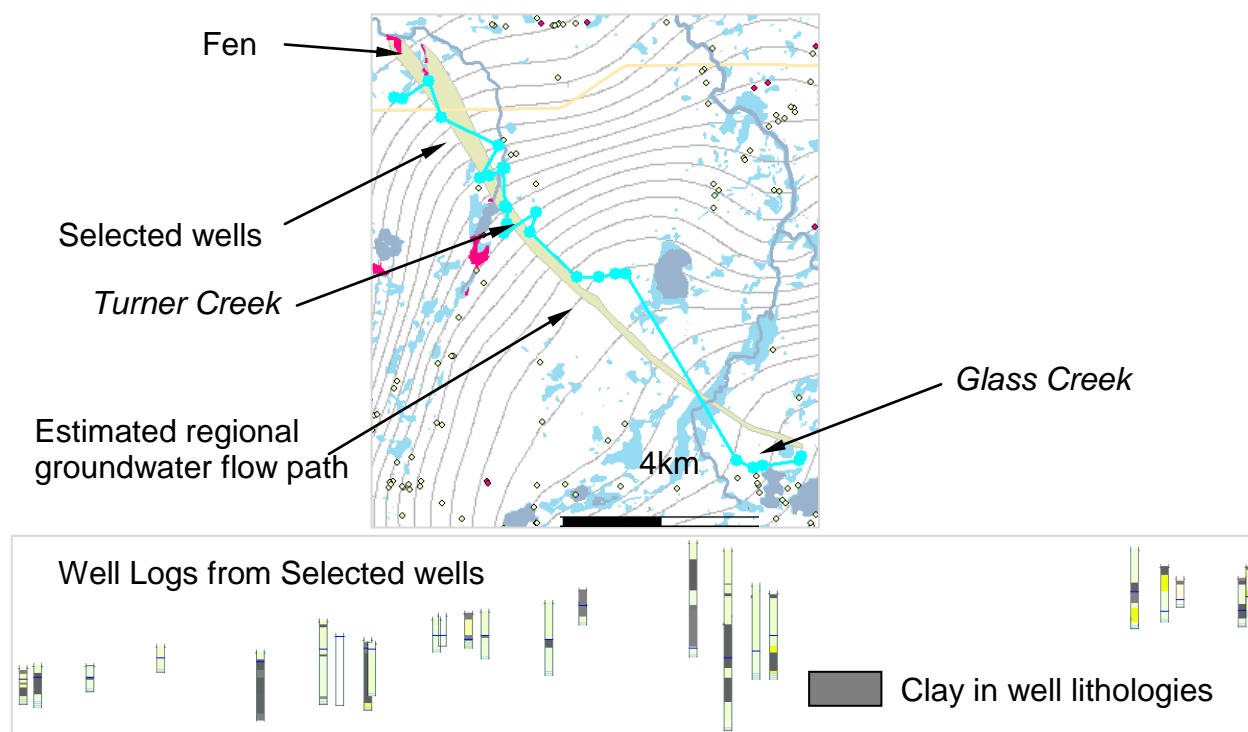 Fen
Selected wells
Turner Creek
Glass Creek
Estimated regional
groundwater flow path
4km
Well Logs from Selected wells
Clay in well lithologies